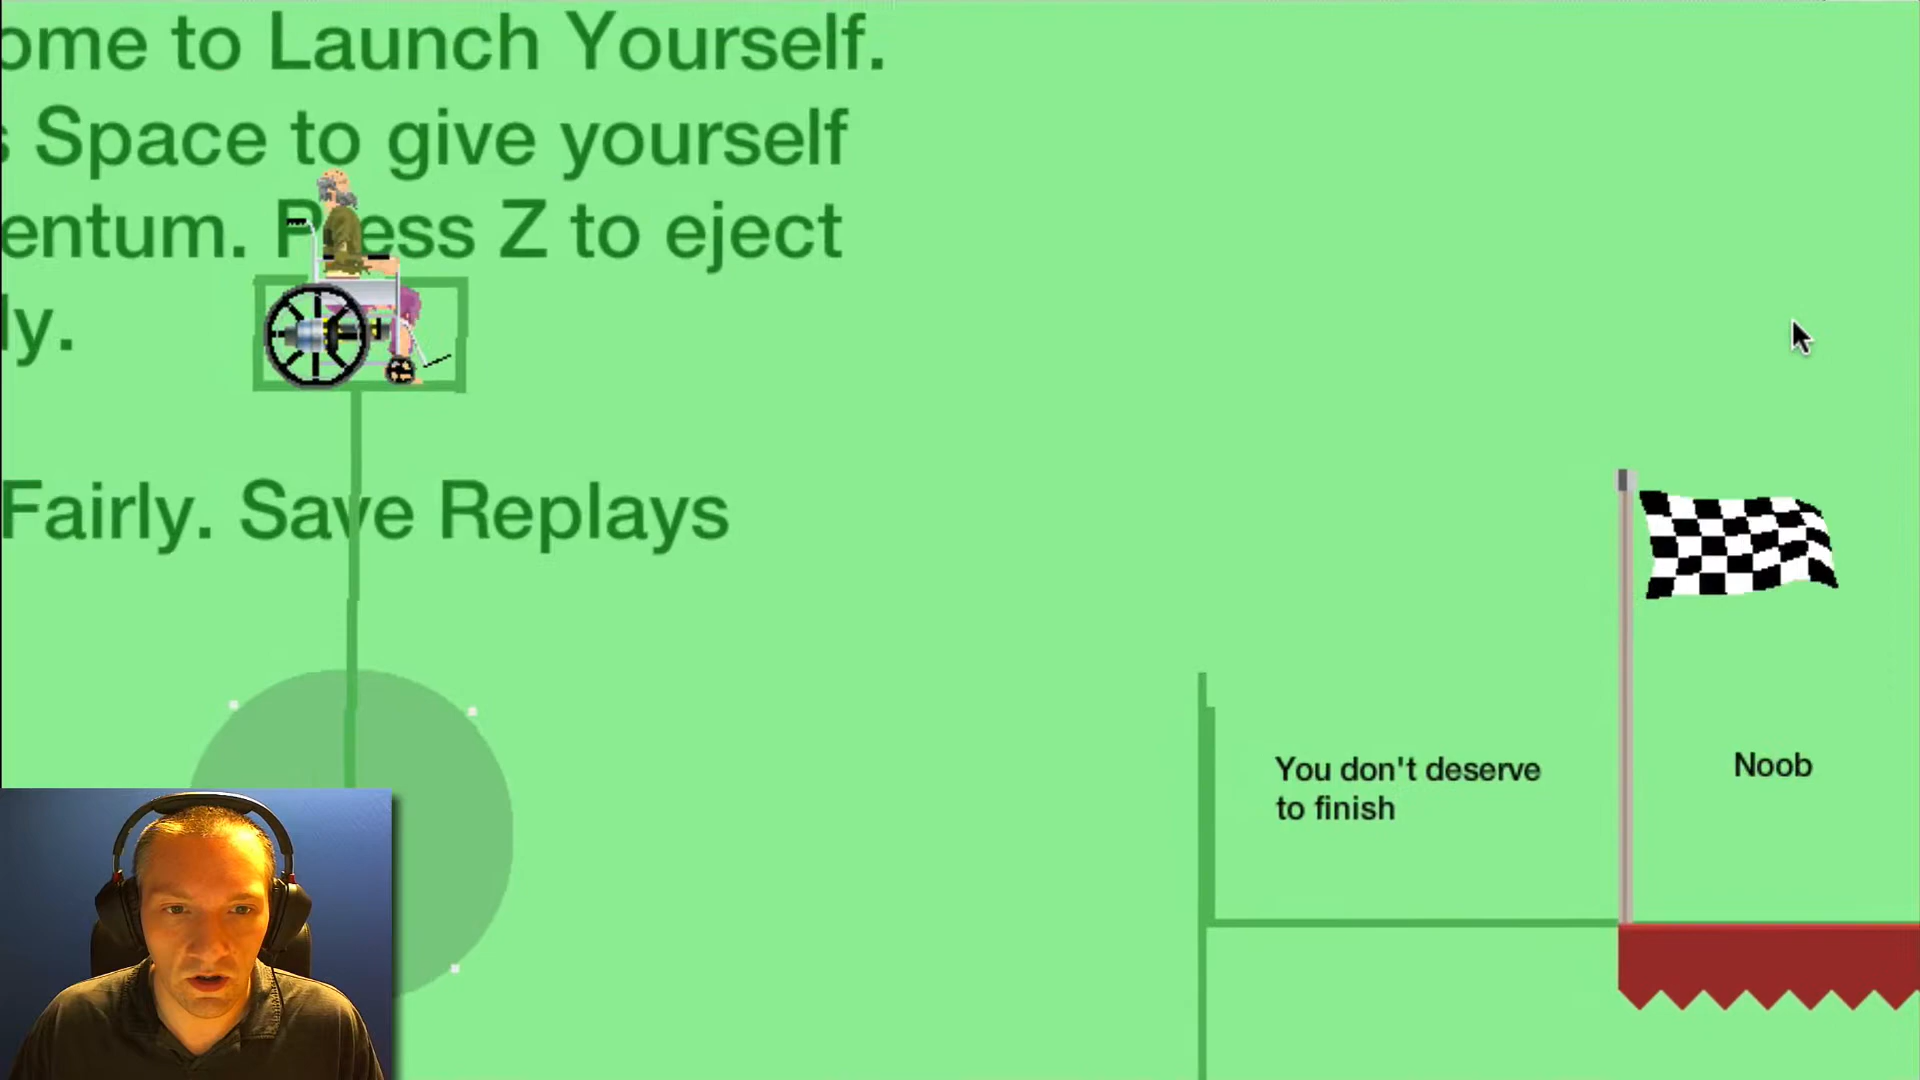 ome to Launch Yourself.
s Space to give yourself
entum. Press Z to eject
ly.
Fairly. Save Replays
You don't deserve
to finish
Noob